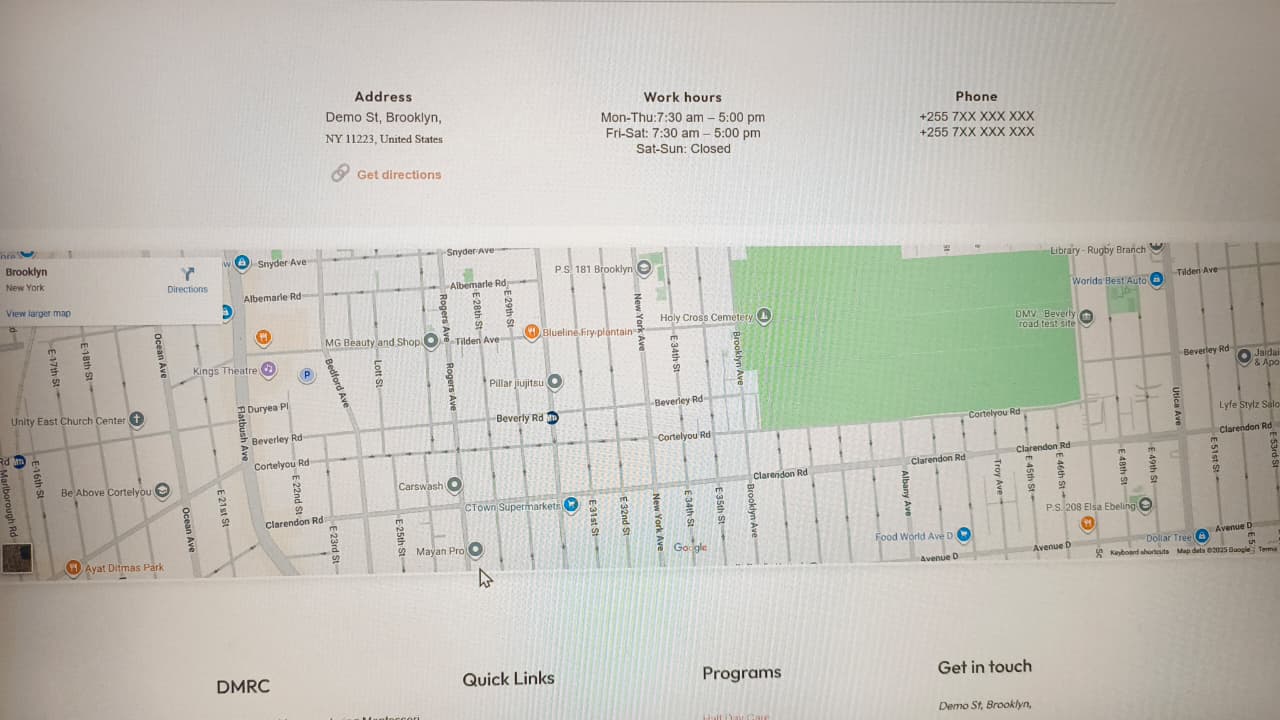 Address
Demo St, Brooklyn,
NY 11223, United States
Get directions
Work hours
Mon-Thu:7:30 am – 5:00 pm
Fri-Sat: 7:30 am – 5:00 pm
Sat-Sun: Closed
Phone
+255 7XX XXX XXX
+255 7XX XXX XXX
Brooklyn
New York
Directions
View larger map
Snyder Ave
Snyder Ave
Albemarle Rd
Albemarle Rd
P.S. 181 Brooklyn
Library - Rugby Branch
Worlds Best Auto
Tilden Ave
E 28th St
E 29th St
Rogers Ave
New York Ave
Holy Cross Cemetery
DMV - Beverly
road test site
Blueline Fry plantain
MG Beauty and Shop
Tilden Ave
E 17th St
E 18th St
Ocean Ave
Kings Theatre
P
Bedford Ave
Lott St
Rogers Ave
E 34th St
Brooklyn Ave
Beverley Rd
Pillar jiujitsu
Duryea Pl
Flatbush Ave
Unity East Church Center
Beverly Rd
Beverley Rd
Cortelyou Rd
Utica Ave
Clarendon Rd
Beverley Rd
Cortelyou Rd
Cortelyou Rd
Clarendon Rd
Clarendon Rd
Clarendon Rd
Marlborough Rd
E 16th St
Be Above Cortelyou
E 21st St
E 22nd St
Carswash
CTown Supermarkets
Clarendon Rd
Ocean Ave
E 23rd St
E 25th St
E 31st St
E 32nd St
New York Ave
E 34th St
E 35th St
Brooklyn Ave
Albany Ave
Troy Ave
E 45th St
E 46th St
E 48th St
E 49th St
E 51st St
E 53rd St
P.S. 208 Elsa Ebeling
Food World Ave D
Dollar Tree
Avenue D
Avenue D
Avenue D
Mayan Pro
Google
Ayat Ditmas Park
Keyboard shortcuts Map data ©2025 Google Terms
DMRC
Quick Links
Programs
Get in touch
Half Day Care
Demo St, Brooklyn,